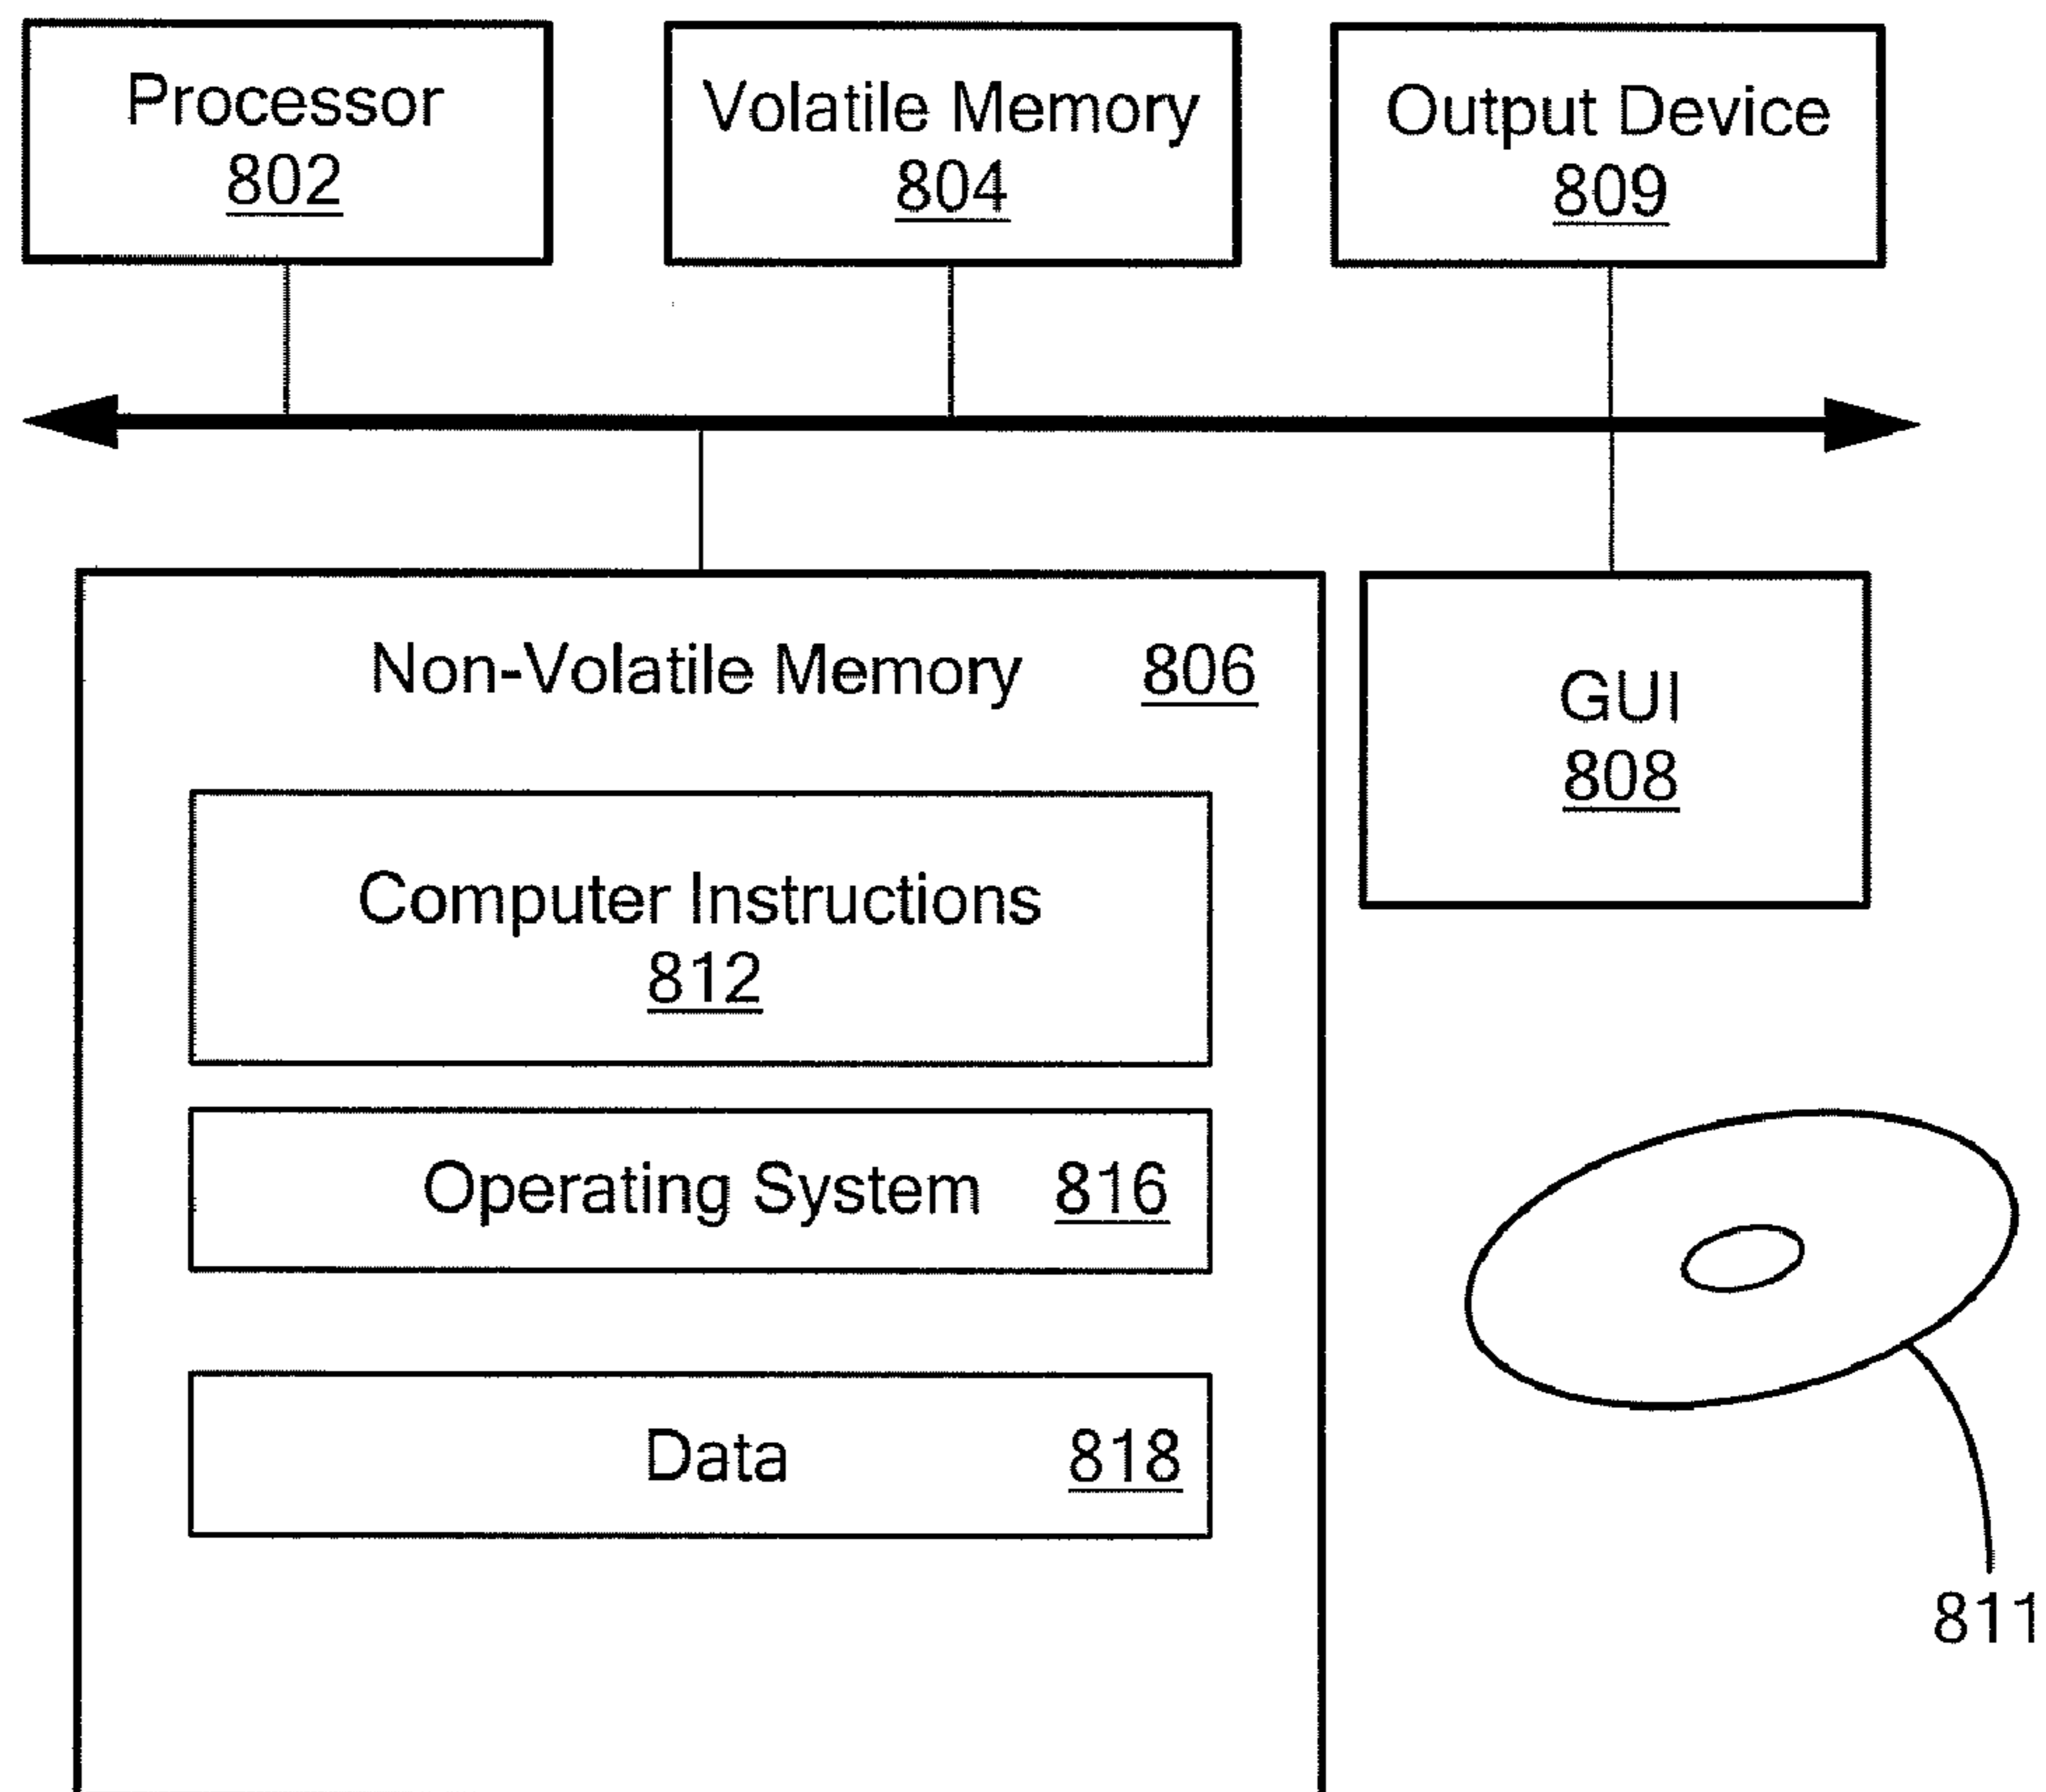 Processor
802
Volatile Memory
804
Output Device
809
Non-Volatile Memory 806
GUI
808
Computer Instructions
812
Operating System 816
Data 818
811